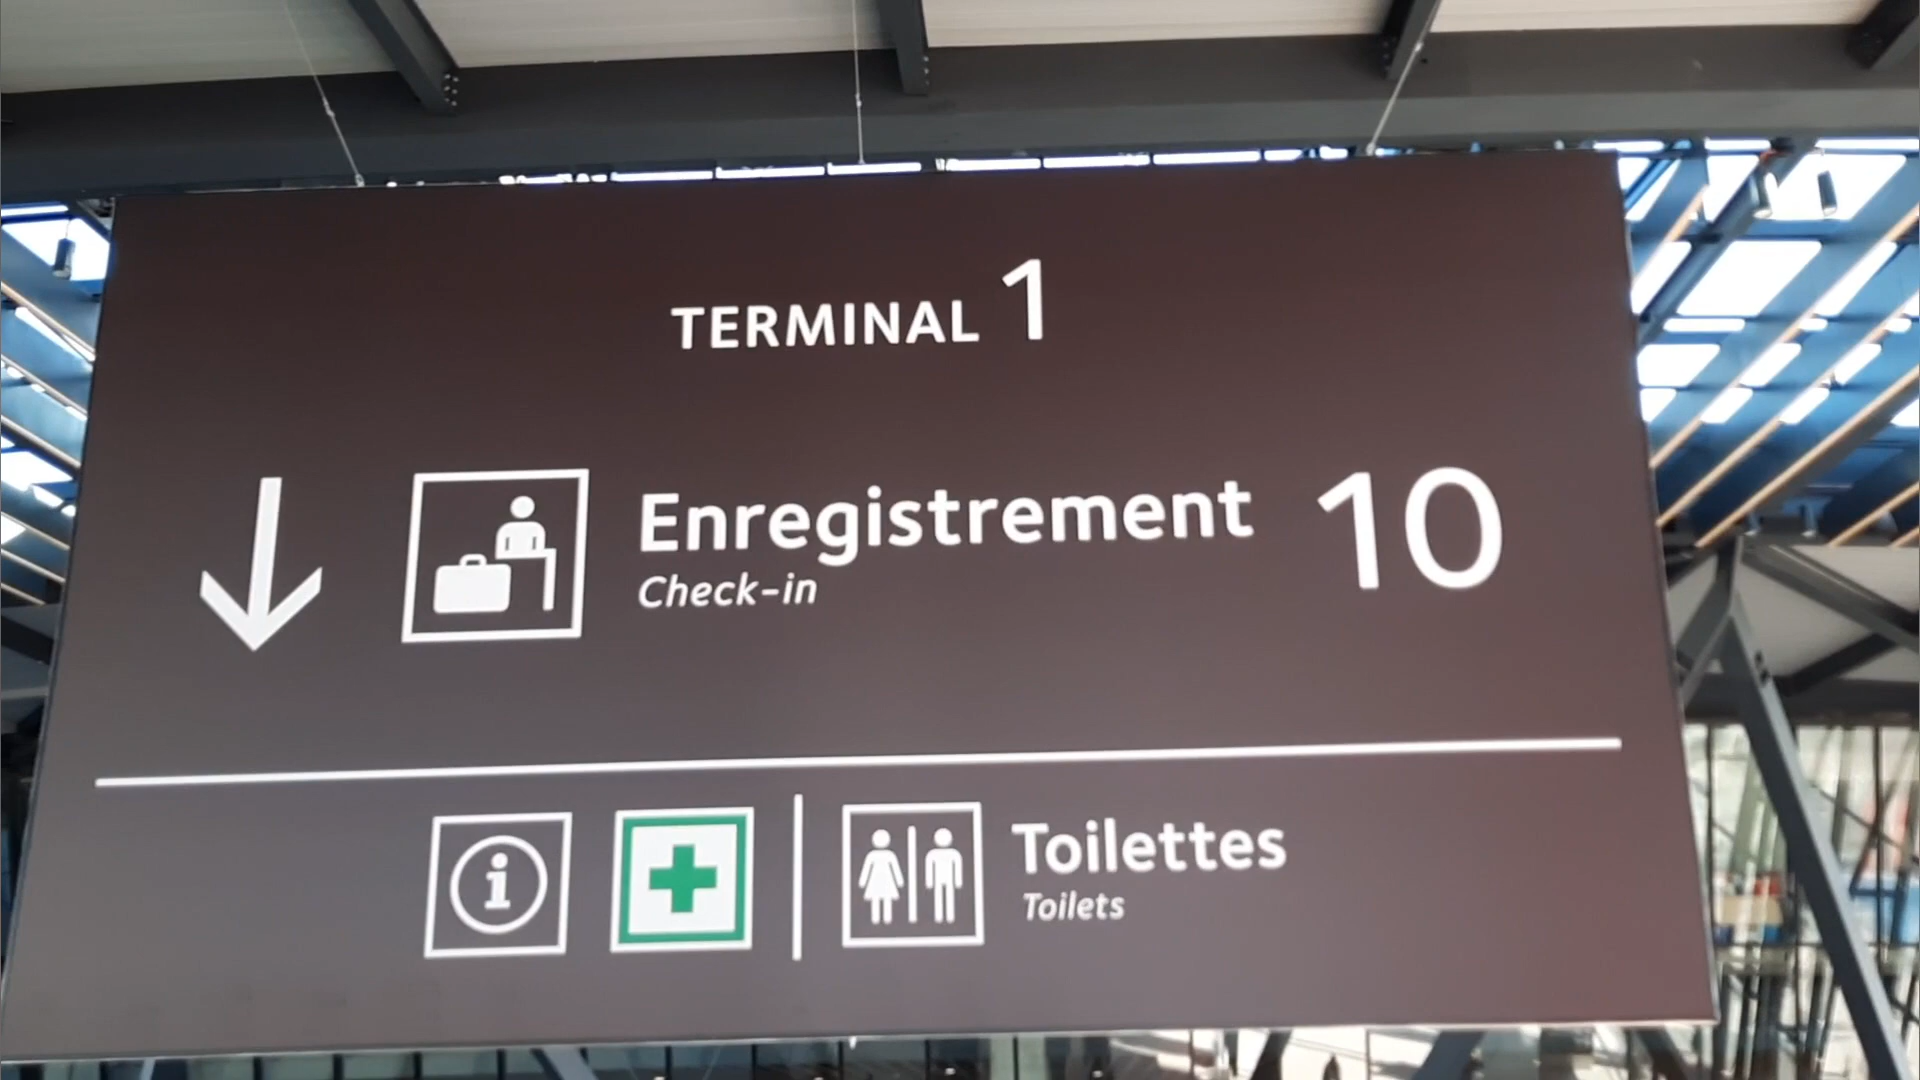 TERMINAL 1
Enregistrement 10
Check-in
Toilettes
Toilets